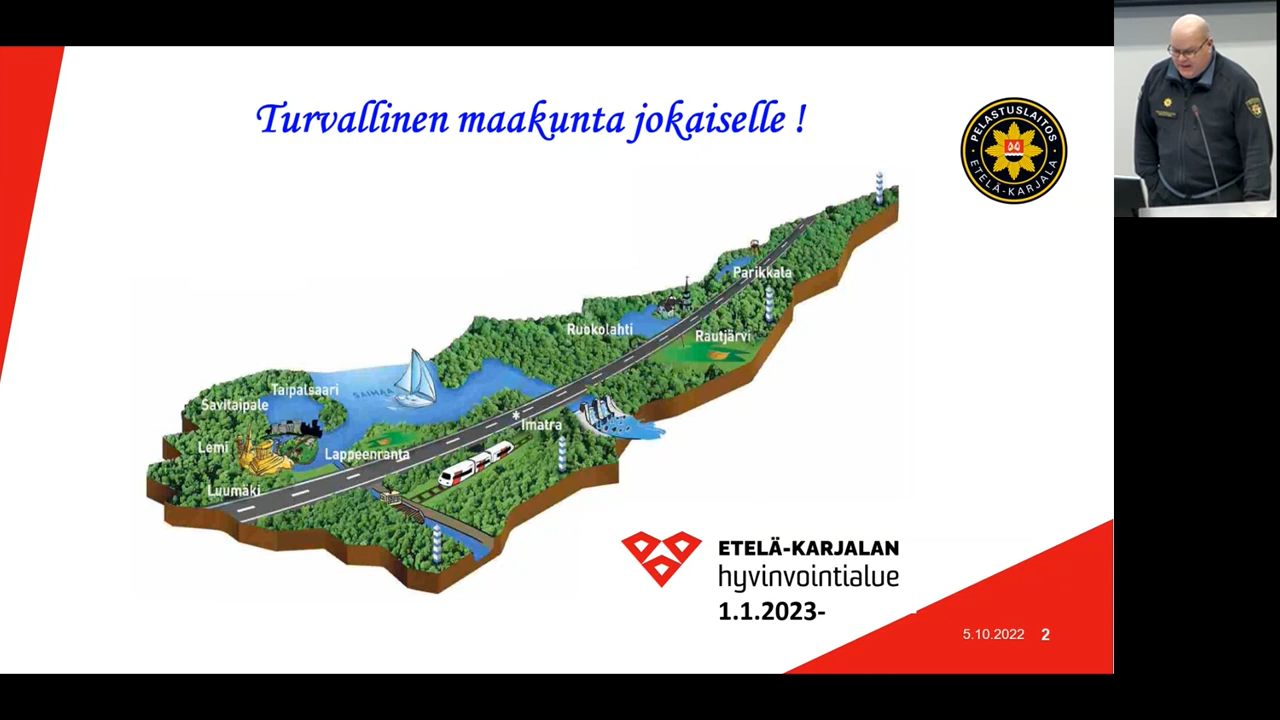 Turvallinen maakunta jokaiselle !
PELASTUSLAITOS
ETELÄ-KARJALA
Parikkala
Ruokolahti
Rautjärvi
Taipalsaari
SAIMAA
Savitaipale
Imatra
Lemi
Lappeenranta
Luumäki
ETELÄ-KARJALAN
hyvinvointialue
1.1.2023-
5.10.2022 2